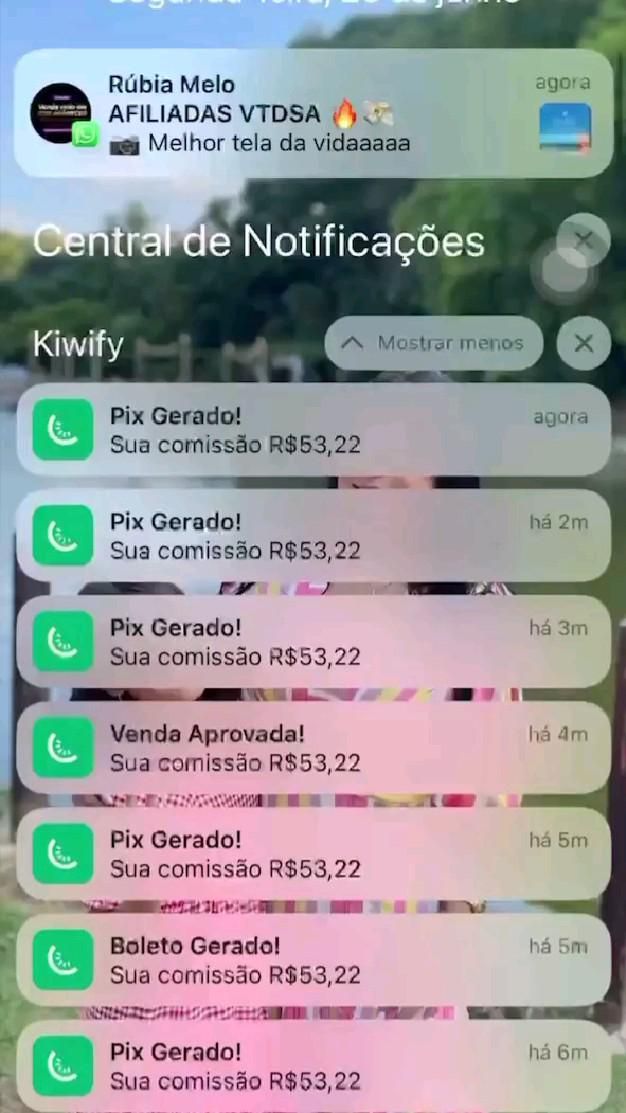 Rúbia Melo
agora
AFILIADAS VTDSA 🔥💸
📷 Melhor tela da vidaaaaa
Central de Notificações
Kiwify
Mostrar menos
Pix Gerado!
agora
Sua comissão R$53,22
Pix Gerado!
há 2m
Sua comissão R$53,22
Pix Gerado!
há 3m
Sua comissão R$53,22
Venda Aprovada!
há 4m
Sua comissão R$53,22
Pix Gerado!
há 5m
Sua comissão R$53,22
Boleto Gerado!
há 5m
Sua comissão R$53,22
Pix Gerado!
há 6m
Sua comissão R$53,22